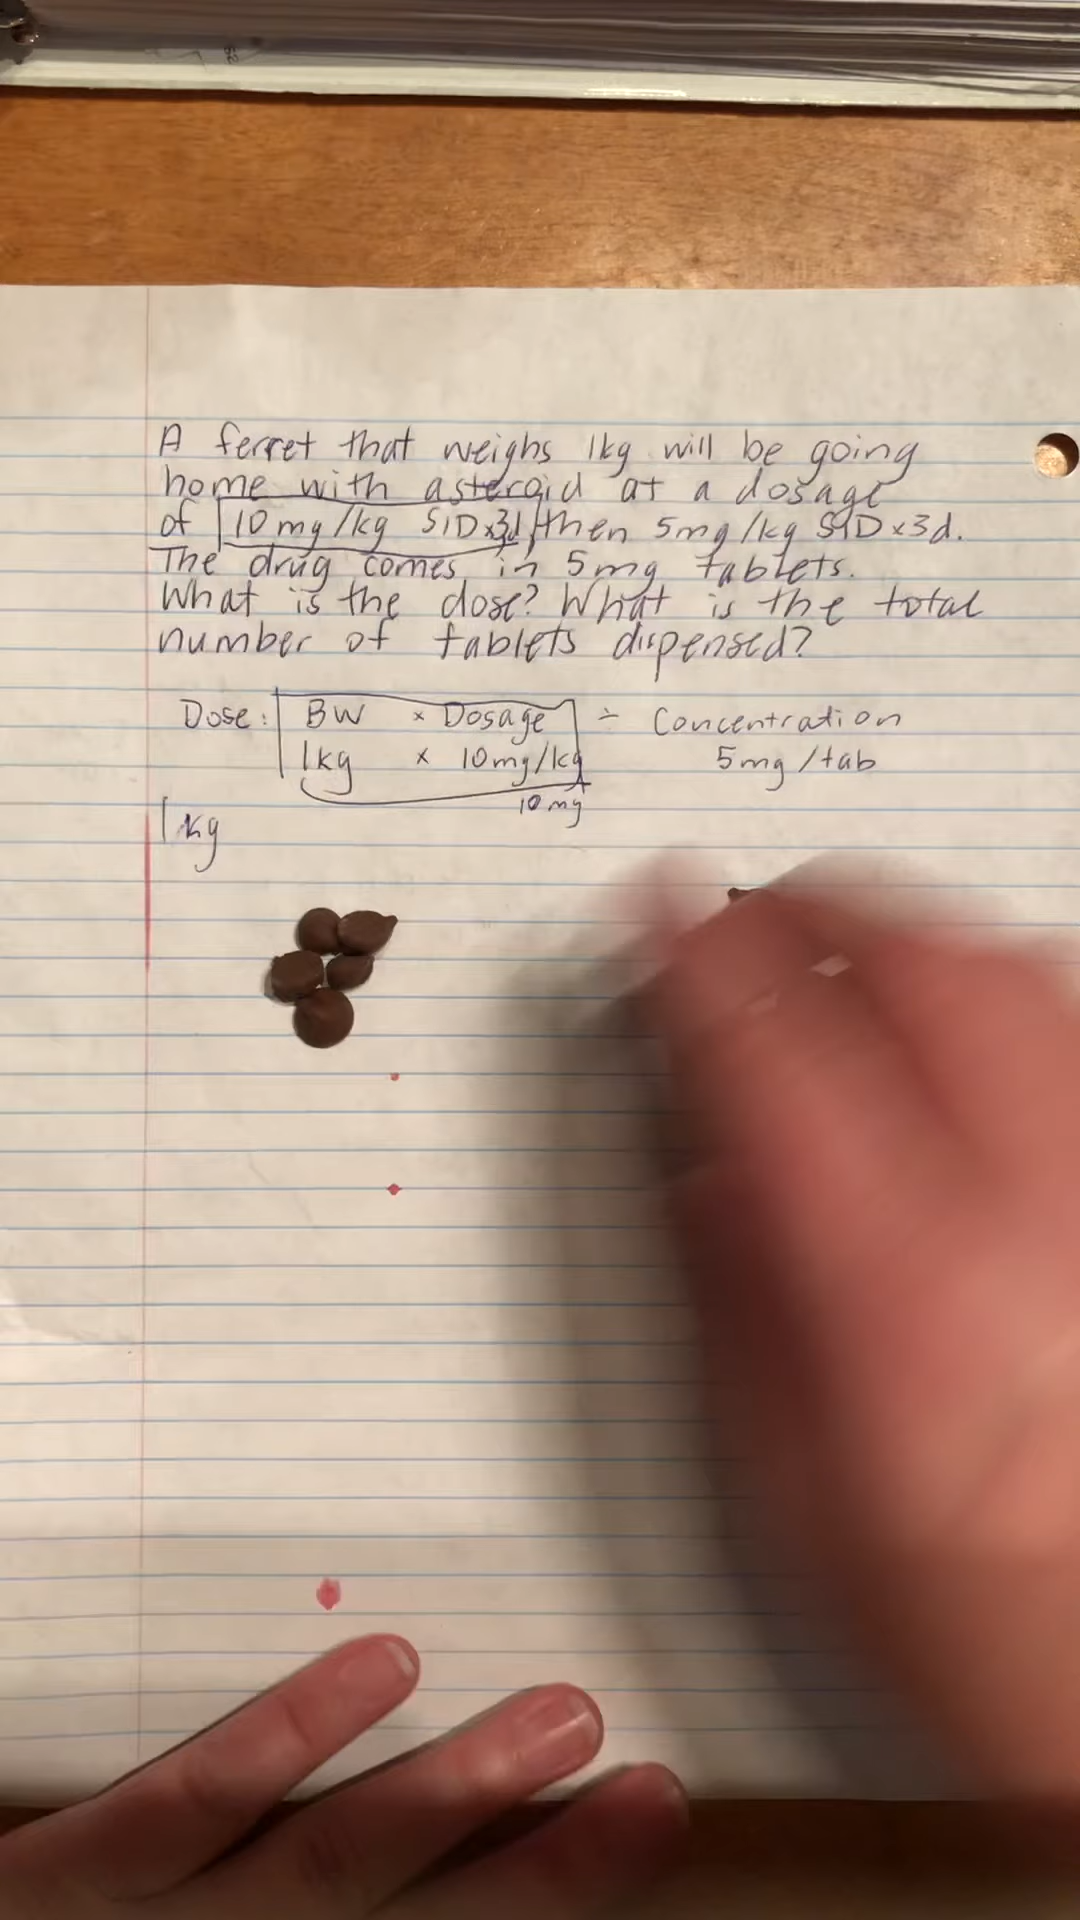 A ferret that weighs 1kg will be going
home with asteroid at a dosage
of 10mg/kg SID x3d, then 5mg/kg SID x3d.
The drug comes in 5mg tablets.
What is the dose? What is the total
number of tablets dispensed?
Dose: BW × Dosage ÷ Concentration
1kg × 10mg/kg 5mg/tab
10mg
1kg